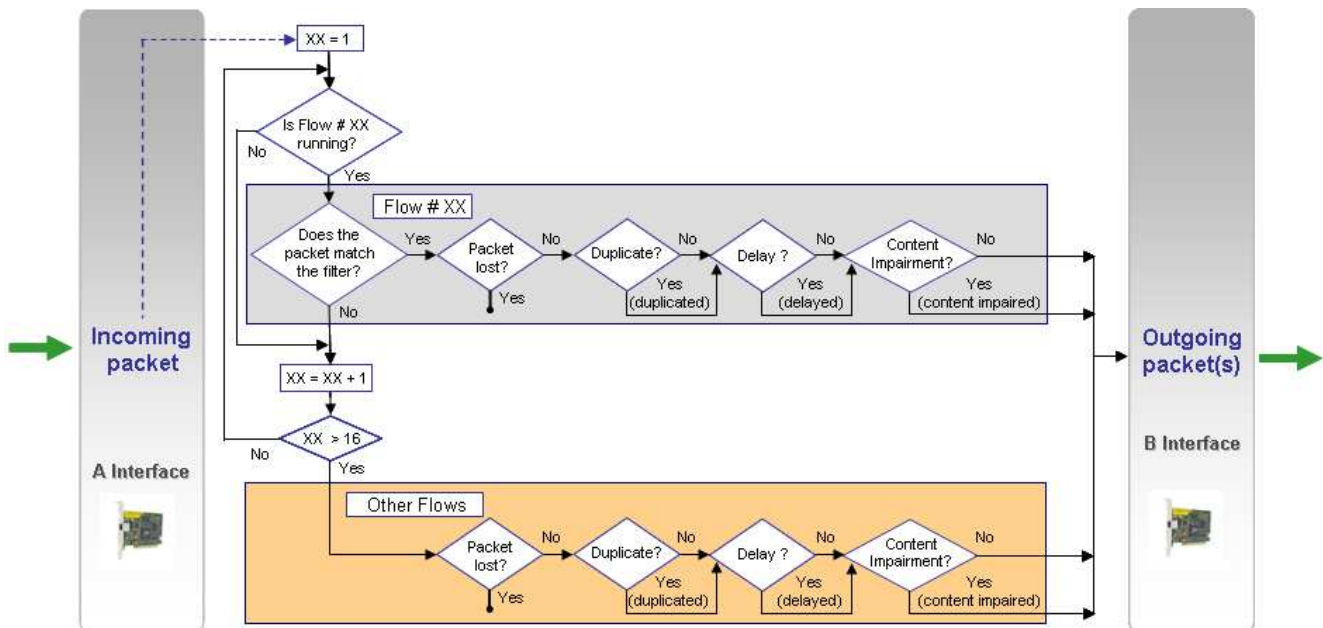 XX = 1
Is Flow # XX
running?
No
Yes
Flow # XX
Does the
packet match
the filter?
Yes
No
Packet
lost?
No
Yes
Duplicate?
No
Yes
(duplicated)
Delay ?
No
Yes
(delayed)
Content
Impairment?
No
Yes
(content impaired)
Incoming
packet
A Interface
XX = XX + 1
XX > 16
No
Yes
Other Flows
Packet
lost?
No
Yes
Duplicate?
No
Yes
(duplicated)
Delay ?
No
Yes
(delayed)
Content
Impairment?
No
Yes
(content impaired)
Outgoing
packet(s)
B Interface